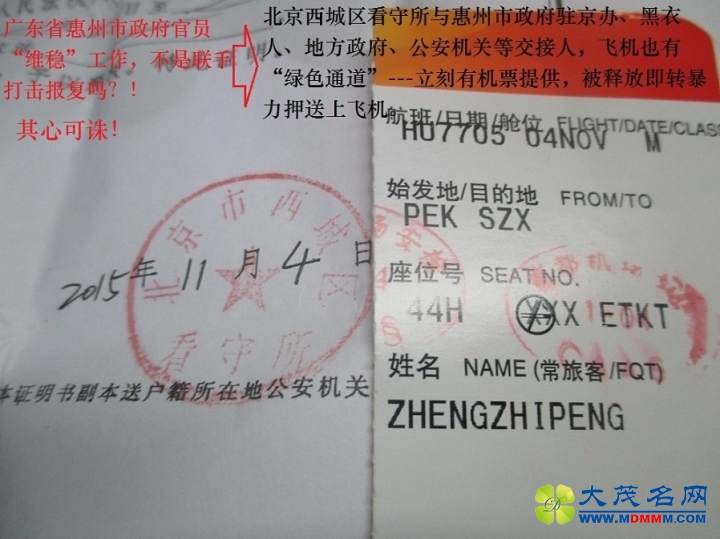 广东省惠州市政府官员
“维稳”工作，不是联手
打击报复吗？！
其心可诛！
北京西城区看守所与惠州市政府驻京办、黑衣
人、地方政府、公安机关等交接人，飞机也有
“绿色通道”---立刻有机票提供，被释放即转暴
力押送上飞机
证明。
北京市西城区
看守所
2015年11月4日
本证明书副本送户籍所在地公安机关
航班/日期/舱位 FLIGHT/DATE/CLASS
HU7705 04NOV M
始发地/目的地 FROM/TO
PEK SZX
座位号 SEAT NO.
44H XXX ETKT
姓名 NAME (常旅客/FQT)
ZHENGZHIPENG
大茂名网
WWW.MDMMM.COM